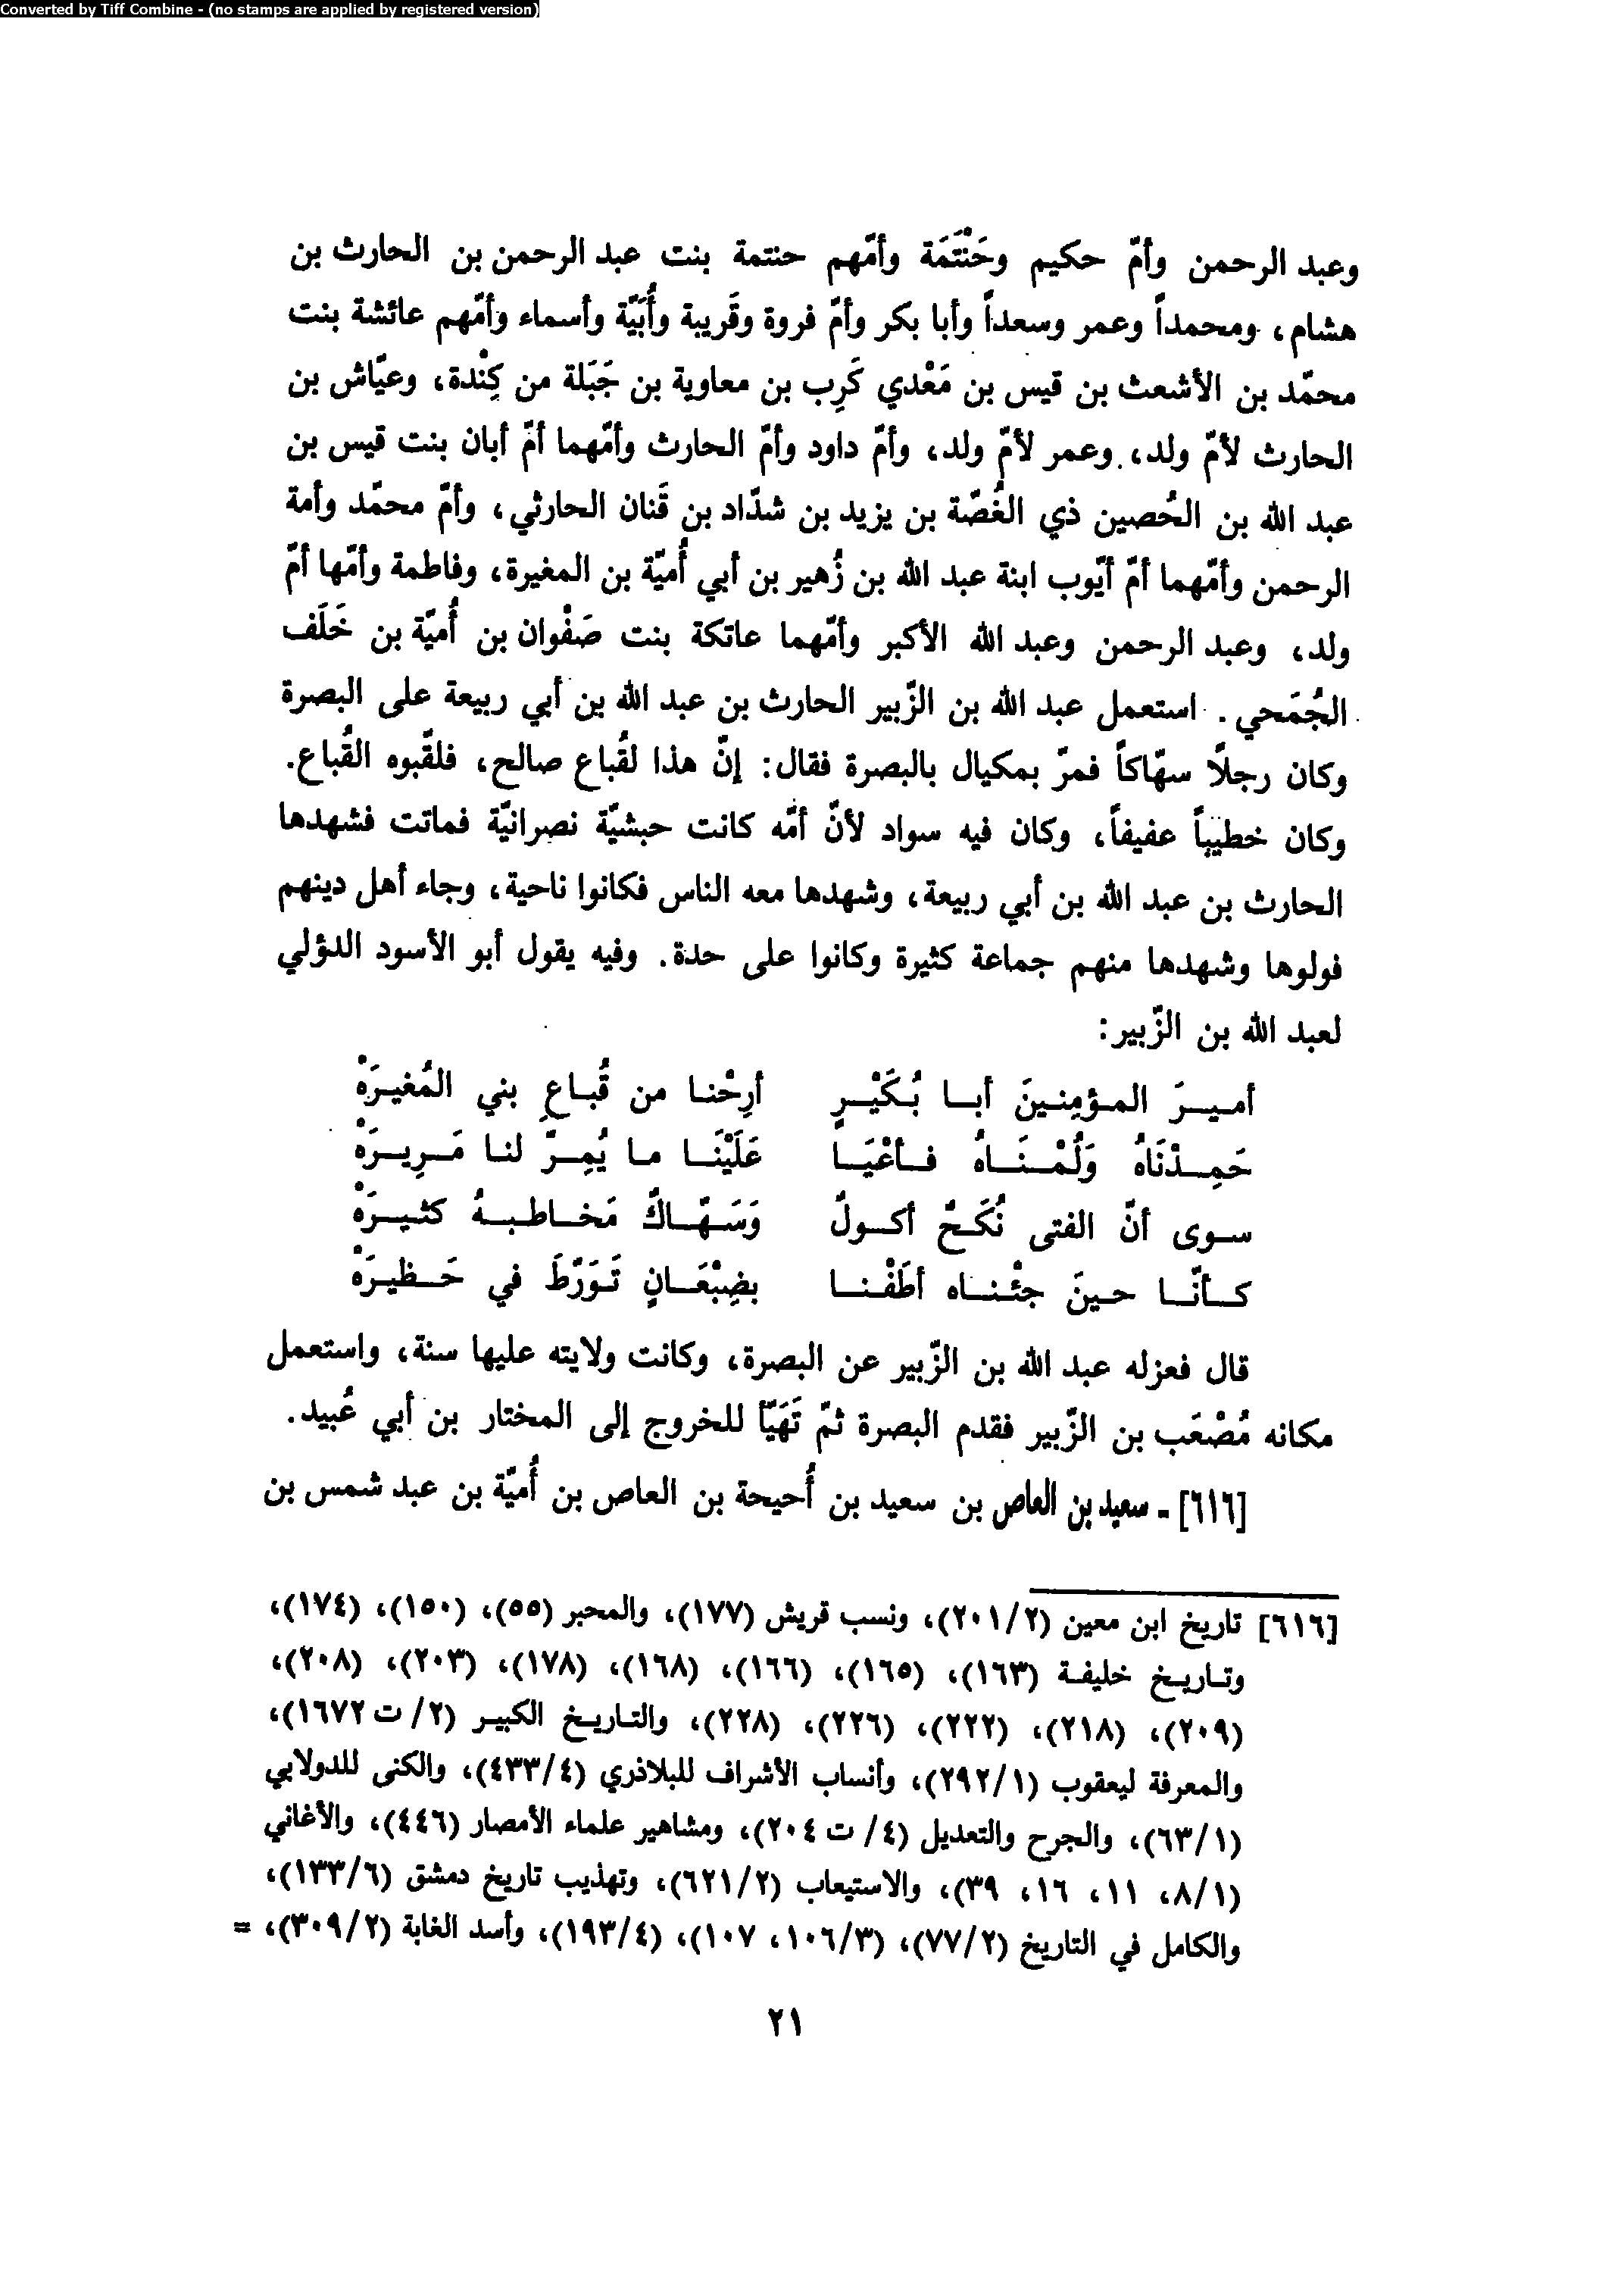 Converted by Tiff Combine - (no stamps are applied by registered version)
وعبد الرحمن وأمّ حكيم وحَنْتَمَة وأمّهم حنتمة بنت عبد الرحمن بن الحارث بن
هشام، ومحمداً وعمر وسعداً وأبا بكر وأمّ فروة وقَريبة وأُبَيّة وأسماء وأمّهم عائشة بنت
محمّد بن الأشعث بن قيس بن مَعْدي كَرِب بن معاوية بن جَبَلة من كِنْدة، وعيّاش بن
الحارث لأمّ ولد، وعمر لأمّ ولد، وأمّ داود وأمّ الحارث وأمّهما أمّ أبان بنت قيس بن
عبد الله بن الحُصين ذي الغُصّة بن يزيد بن شدّاد بن قَنان الحارثي، وأمّ محمّد وأمة
الرحمن وأمّهما أمّ أيّوب ابنة عبد الله بن زُهير بن أبي أُميّة بن المغيرة، وفاطمة وأمّها أمّ
ولد، وعبد الرحمن وعبد الله الأكبر وأمّهما عاتكة بنت صَفْوان بن أُميّة بن خَلَف
الجُمَحي. استعمل عبد الله بن الزّبير الحارث بن عبد الله بن أبي ربيعة على البصرة
وكان رجلًا سهّاكاً فمرّ بمكيال بالبصرة فقال: إنّ هذا لقُباع صالح، فلقّبوه القُباع.
وكان خطيباً عفيفاً، وكان فيه سواد لأنّ أمّه كانت حبشيّة نصرانيّة فماتت فشهدها
الحارث بن عبد الله بن أبي ربيعة، وشهدها معه الناس فكانوا ناحية، وجاء أهل دينهم
فولوها وشهدها منهم جماعة كثيرة وكانوا على حدة. وفيه يقول أبو الأسود الدؤلي
لعبد الله بن الزّبير:
أميرَ المؤمِنينَ أبا بُكَيْرٍ أرِحْنا من قُباعِ بني المُغيرَهْ
حَمِدْنَاهُ وَلُمْنَاهُ فأعْيَا عَلَيْنَا ما يُمِرّ لنا مَرِيرَهْ
سوى أنّ الفتى نُكَحٌ أكولٌ وَسَهّاكٌ مَخاطبهُ كثيرَهْ
كأنّا حينَ جئْناه أطَفْنا بضِبْعَانٍ تَوَرّطَ في حَظيرَهْ
قال فعزله عبد الله بن الزّبير عن البصرة، وكانت ولايته عليها سنة، واستعمل
مكانه مُصْعَب بن الزّبير فقدم البصرة ثمّ تَهَيّأ للخروج إلى المختار بن أبي عُبيد.
[٦١٦] - سعيد بن العاص بن سعيد بن أُحيحة بن العاص بن أُميّة بن عبد شمس بن
[٦١٦] تاريخ ابن معين (٢٠١/٢)، ونسب قريش (١٧٧)، والمحبر (٥٥)، (١٥٠)، (١٧٤)،
وتاريخ خليفة (١٦٣)، (١٦٥)، (١٦٦)، (١٦٨)، (١٧٨)، (٢٠٣)، (٢٠٨)،
(٢٠٩)، (٢١٨)، (٢٢٢)، (٢٢٦)، (٢٢٨)، والتاريخ الكبير (٢/ ت ١٦٧٢)،
والمعرفة ليعقوب (٢٩٢/١)، وأنساب الأشراف للبلاذري (٤٣٣/٤)، والكنى للدولابي
(٦٣/١)، والجرح والتعديل (٤/ ت ٢٠٤)، ومشاهير علماء الأمصار (٤٤٦)، والأغاني
(٨/١، ١١، ١٦، ٣٩)، والاستيعاب (٦٢١/٢)، وتهذيب تاريخ دمشق (١٣٣/٦)،
والكامل في التاريخ (٧٧/٢)، (١٠٦/٣، ١٠٧)، (١٩٣/٤)، وأسد الغابة (٣٠٩/٢)، =
٢١